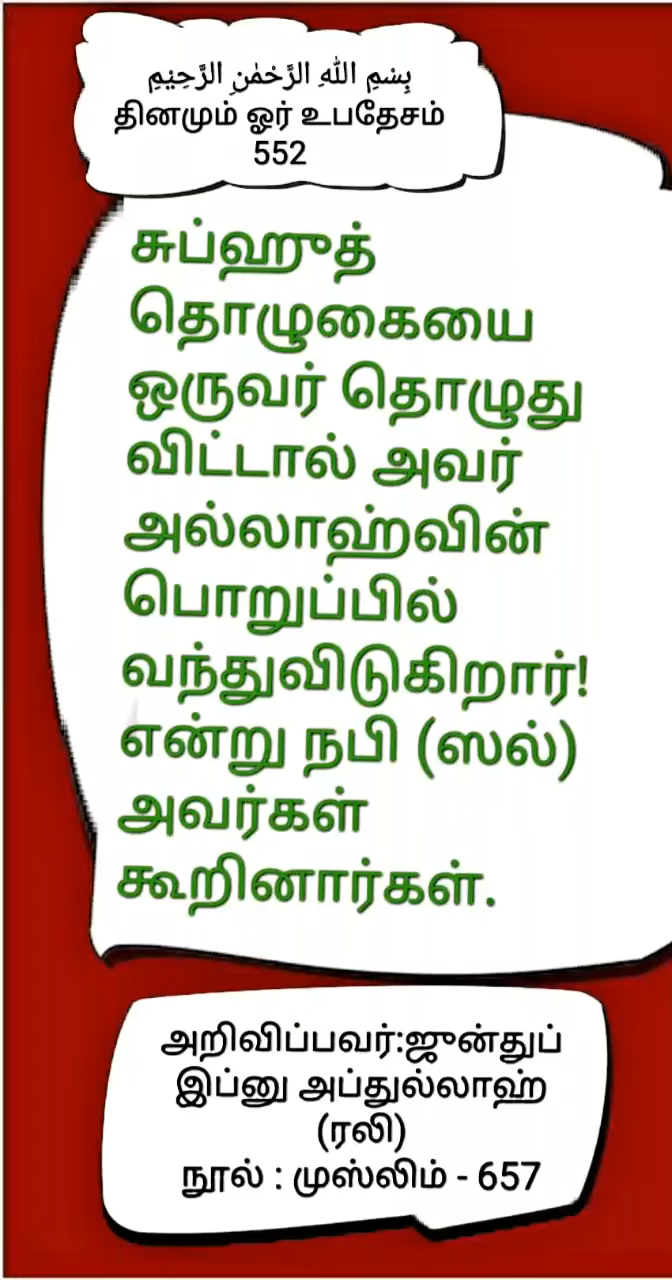 بِسْمِ اللّٰهِ الرَّحْمٰنِ الرَّحِيْمِ
தினமும் ஓர் உபதேசம்
552
சுப்ஹுத்
தொழுகையை
ஒருவர் தொழுது
விட்டால் அவர்
அல்லாஹ்வின்
பொறுப்பில்
வந்துவிடுகிறார்!
என்று நபி (ஸல்)
அவர்கள்
கூறினார்கள்.
அறிவிப்பவர்:ஜுன்துப்
இப்னு அப்துல்லாஹ்
(ரலி)
நூல் : முஸ்லிம் - 657